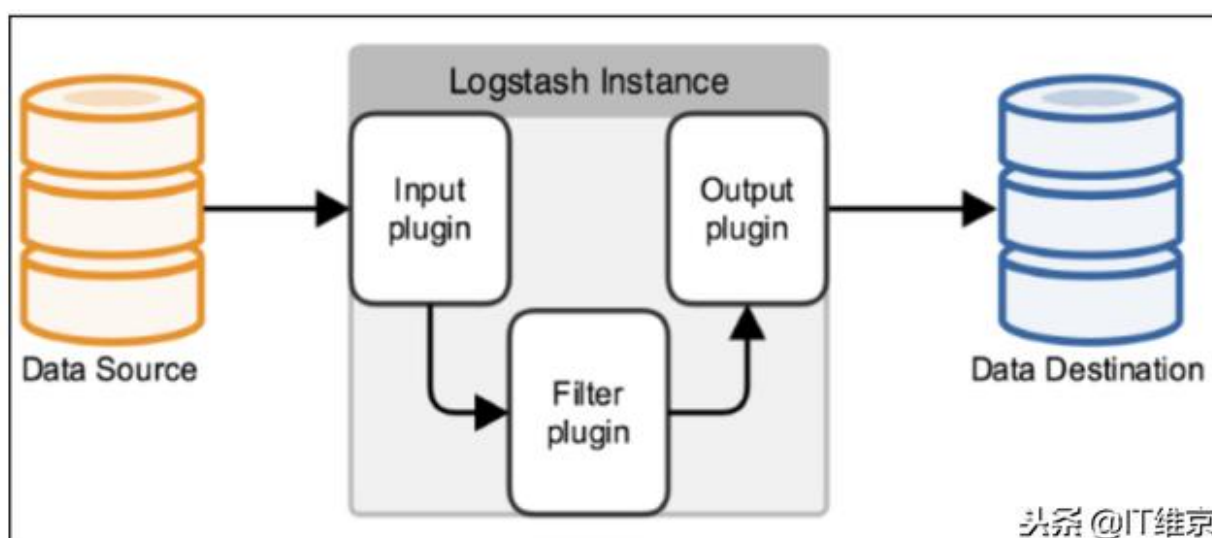 Logstash Instance
Input
plugin
Output
plugin
Filter
plugin
Data Source
Data Destination
头条 @IT维京